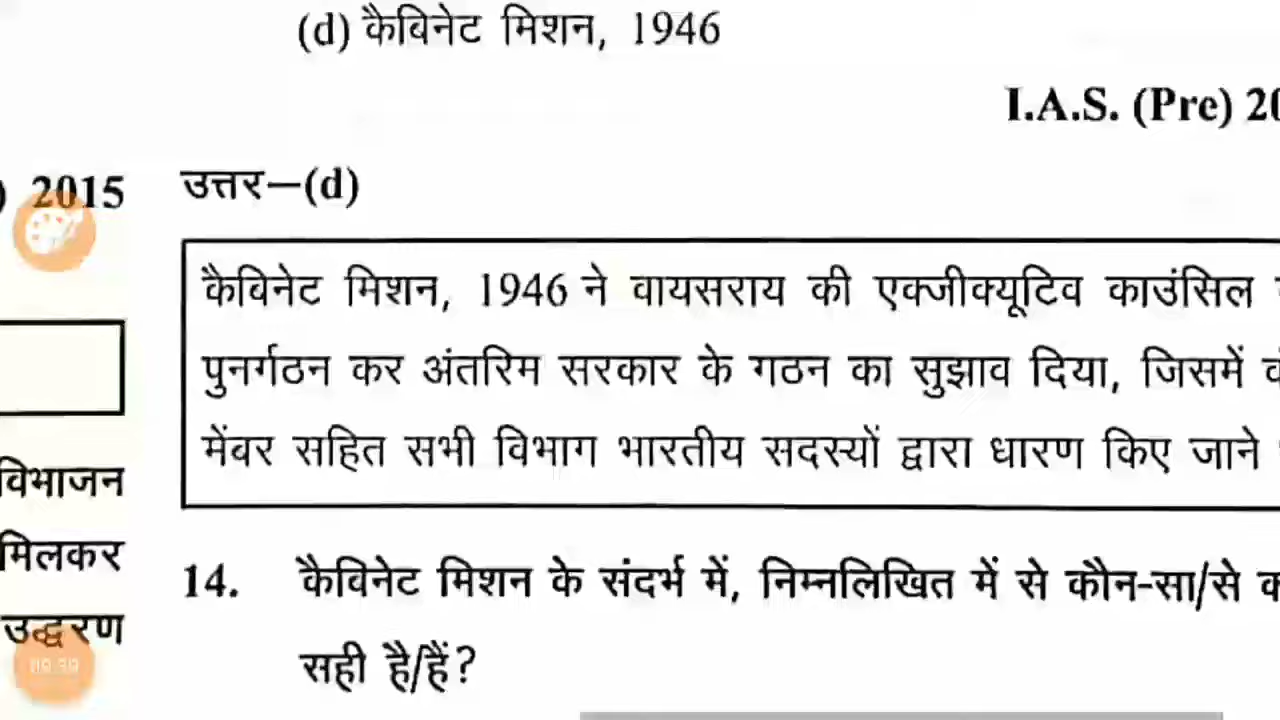 (d) कैबिनेट मिशन, 1946
I.A.S. (Pre)
) 2015
उत्तर–(d)
कैबिनेट मिशन, 1946 ने वायसराय की एक्जीक्यूटिव काउंसिल
पुनर्गठन कर अंतरिम सरकार के गठन का सुझाव दिया, जिसमें
मेंबर सहित सभी विभाग भारतीय सदस्यों द्वारा धारण किए जाने
विभाजन
मिलकर
उद्धरण
14. कैबिनेट मिशन के संदर्भ में, निम्नलिखित में से कौन-सा/से
सही है/हैं?